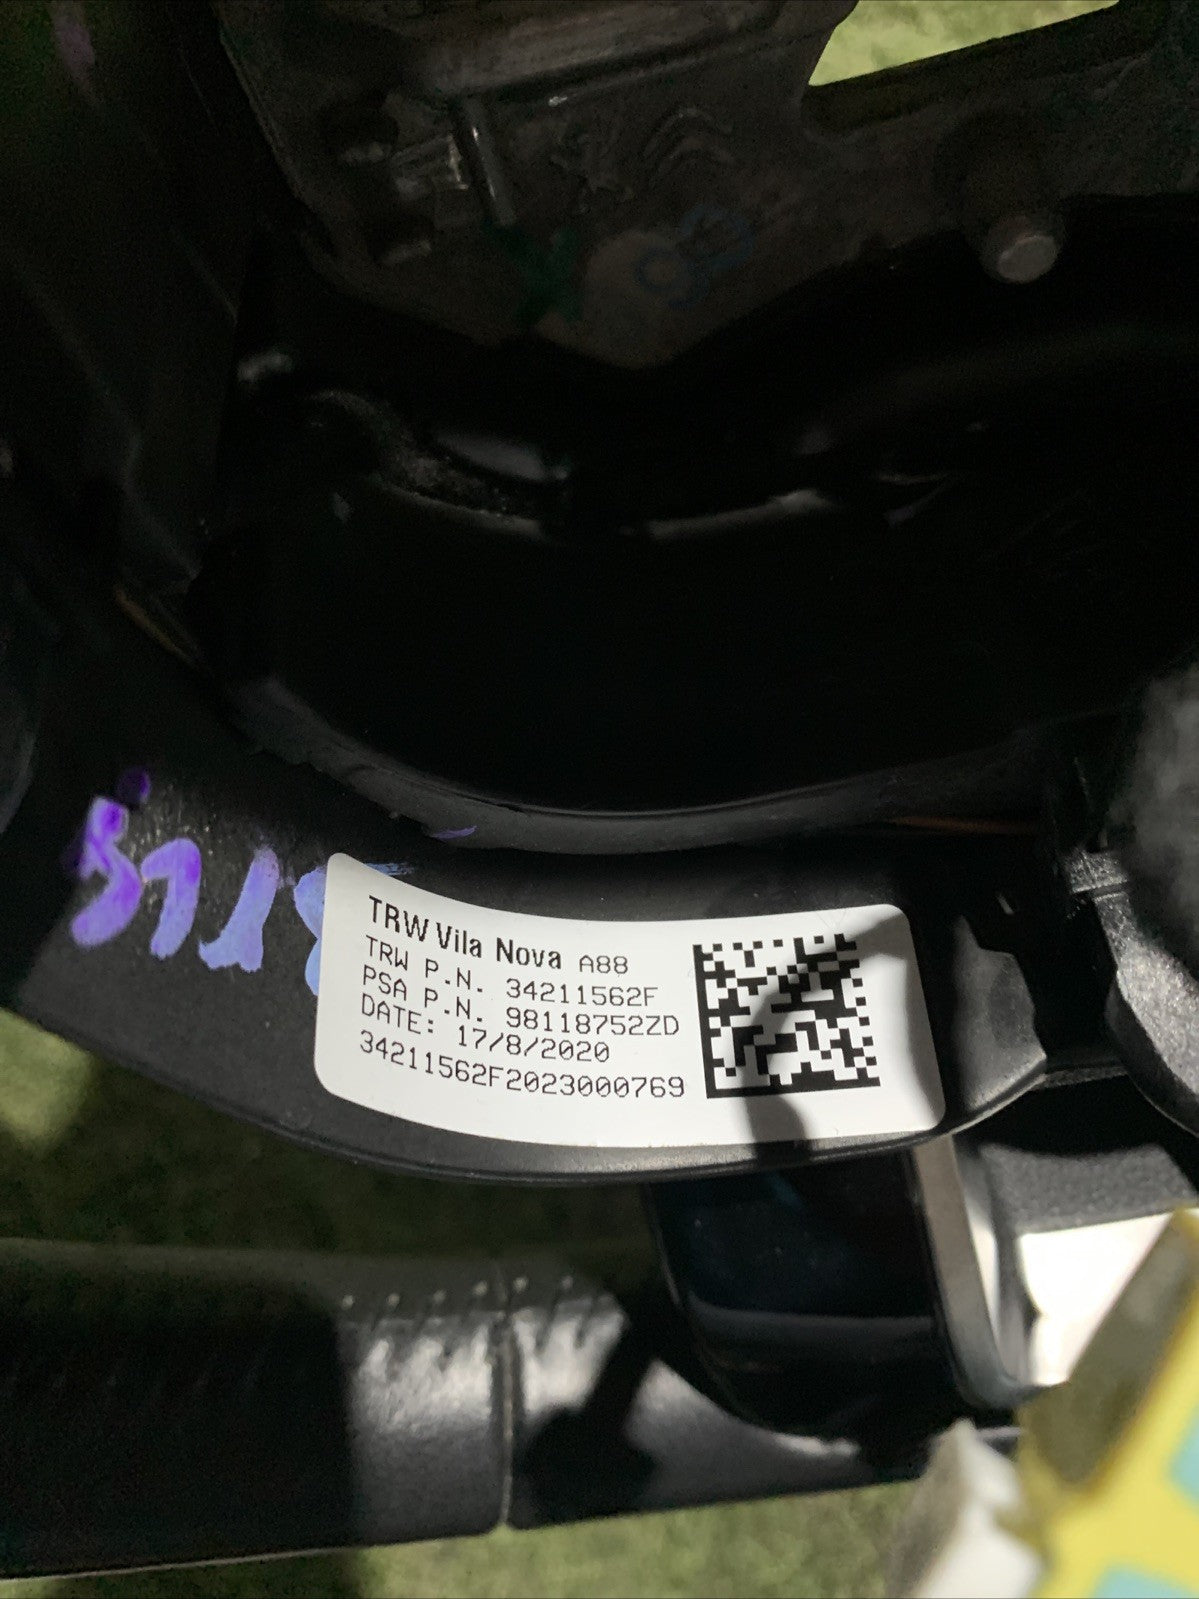 TRW Vila Nova A88
TRW P.N. 34211562F
PSA P.N. 98118752ZD
DATE: 17/8/2020
34211562F2023000769